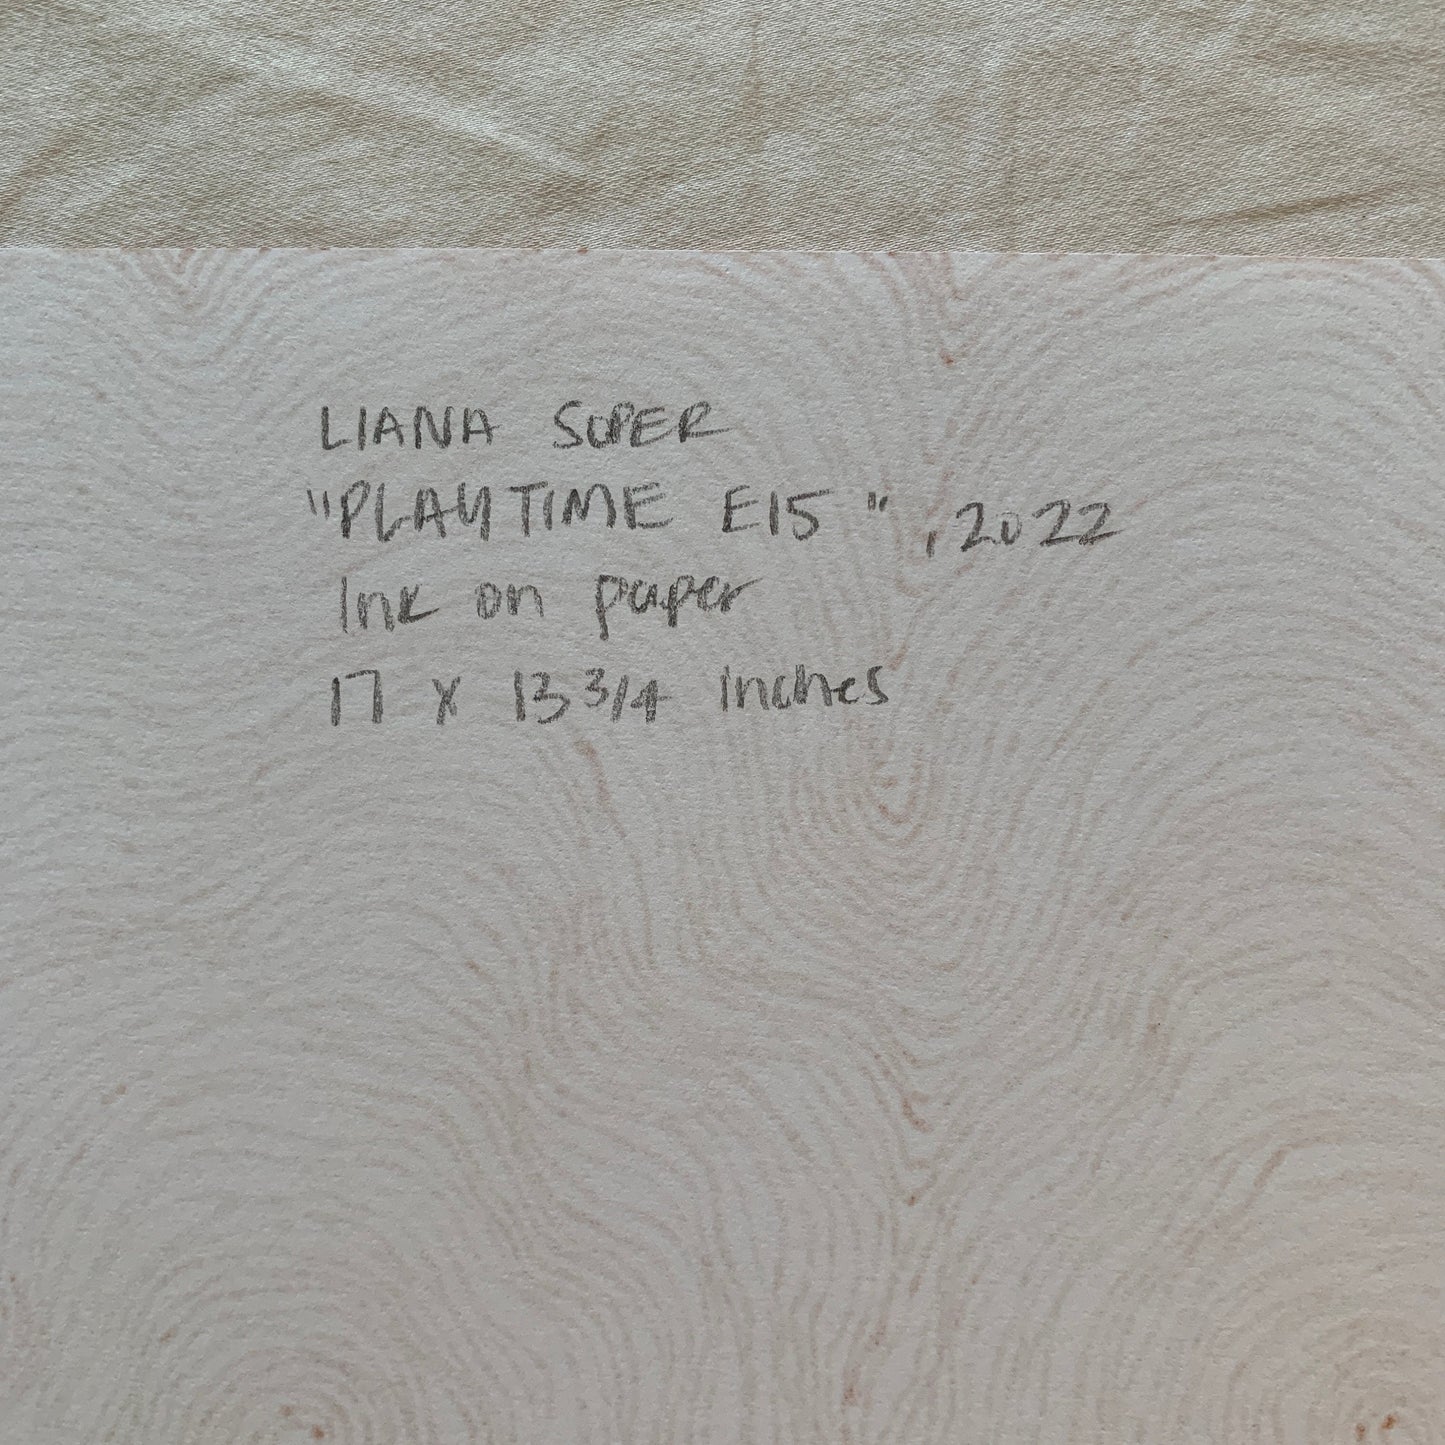 LIANA SUPER
"PLAYTIME E15", 2022
Ink on paper
17 x 13 3/4 inches